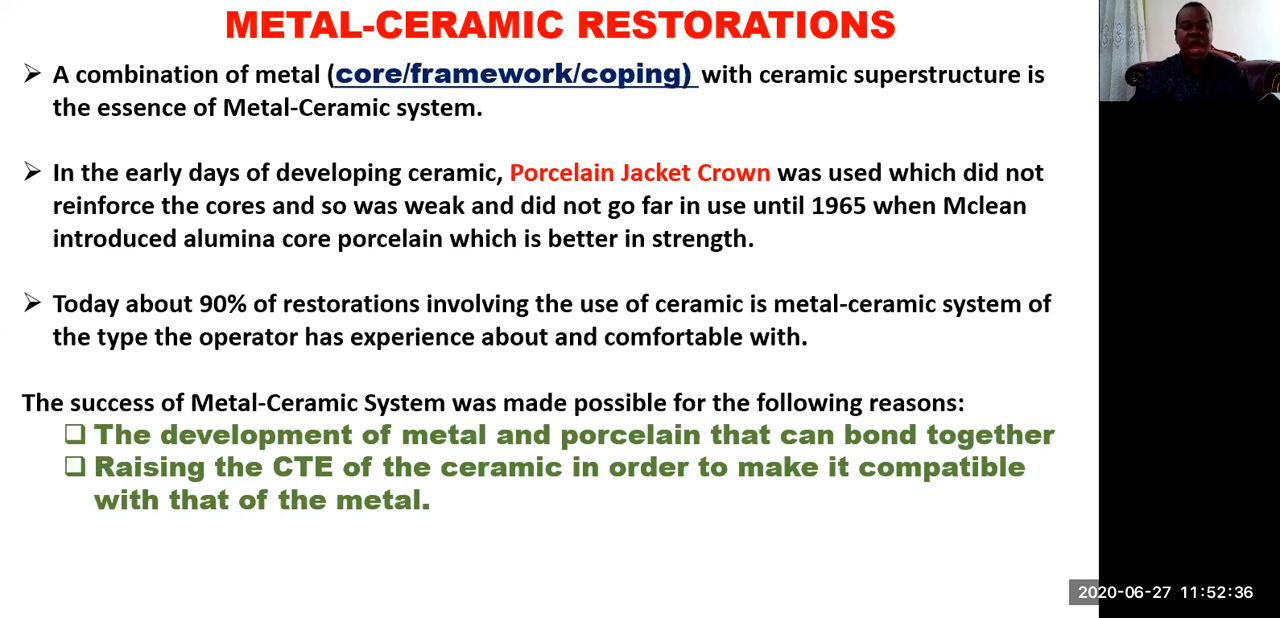 METAL-CERAMIC RESTORATIONS
➢ A combination of metal (core/framework/coping) with ceramic superstructure is
the essence of Metal-Ceramic system.
➢ In the early days of developing ceramic, Porcelain Jacket Crown was used which did not
reinforce the cores and so was weak and did not go far in use until 1965 when Mclean
introduced alumina core porcelain which is better in strength.
➢ Today about 90% of restorations involving the use of ceramic is metal-ceramic system of
the type the operator has experience about and comfortable with.
The success of Metal-Ceramic System was made possible for the following reasons:
❑ The development of metal and porcelain that can bond together
❑ Raising the CTE of the ceramic in order to make it compatible
with that of the metal.
2020-06-27 11:52:36